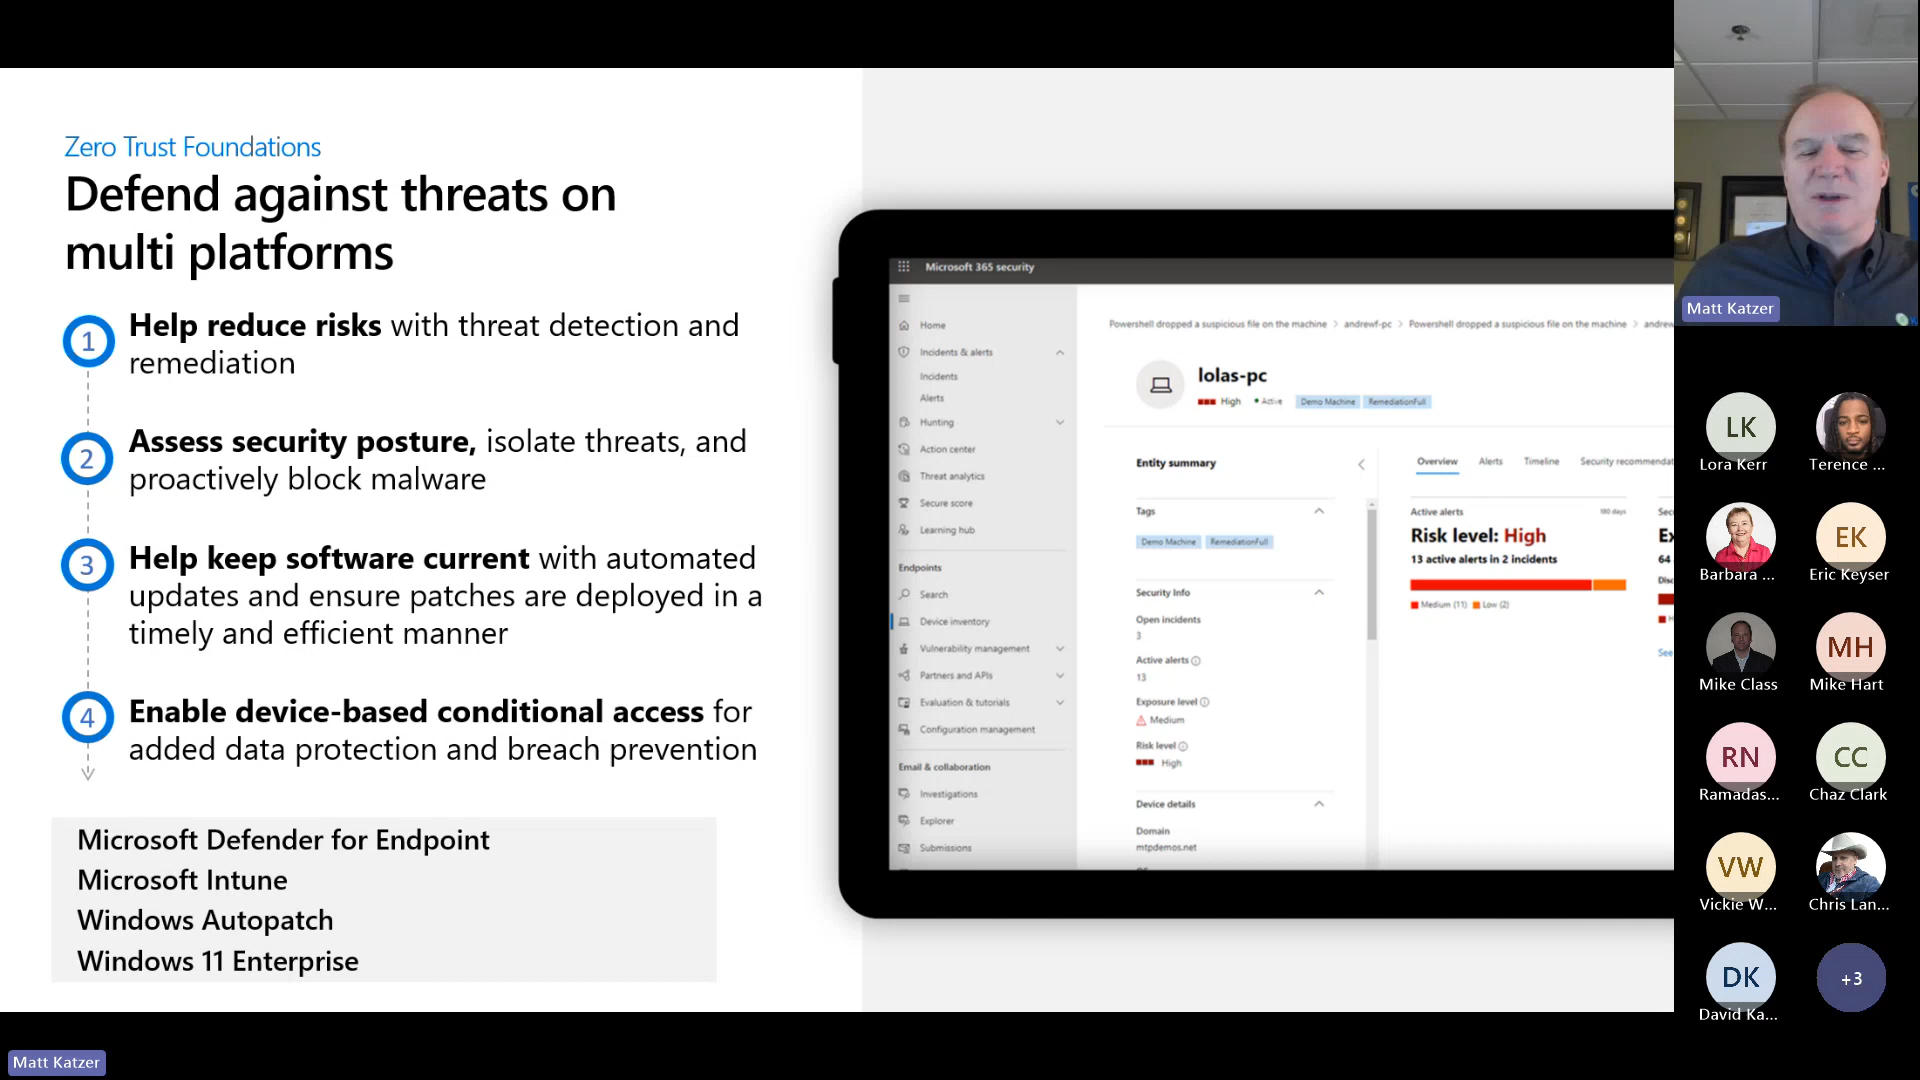 Zero Trust Foundations
Defend against threats on
multi platforms
1
Help reduce risks with threat detection and
remediation
2
Assess security posture, isolate threats, and
proactively block malware
3
Help keep software current with automated
updates and ensure patches are deployed in a
timely and efficient manner
4
Enable device-based conditional access for
added data protection and breach prevention
Microsoft Defender for Endpoint
Microsoft Intune
Windows Autopatch
Windows 11 Enterprise
Microsoft 365 security
Home
Incidents & alerts
Incidents
Alerts
Hunting
Action center
Threat analytics
Secure score
Learning hub
Endpoints
Search
Device inventory
Vulnerability management
Partners and APIs
Evaluation & tutorials
Configuration management
Email & collaboration
Investigations
Explorer
Submissions
Powershell dropped a suspicious file on the machine > andrewf-pc > Powershell dropped a suspicious file on the machine > andrew
lolas-pc
High Active Demo Machine RemediationFull
Entity summary
Tags
Demo Machine RemediationFull
Security Info
Open incidents
3
Active alerts
13
Exposure level
Medium
Risk level
High
Device details
Domain
mtpdemos.net
Overview Alerts Timeline Security recommendat
Active alerts 180 days
Risk level: High
13 active alerts in 2 incidents
Medium (11) Low (2)
Sec
Ex
64
Disc
See
Matt Katzer
LK
Lora Kerr
Terence ...
Barbara ...
EK
Eric Keyser
Mike Class
MH
Mike Hart
RN
Ramadas...
CC
Chaz Clark
VW
Vickie W...
Chris Lan...
DK
David Ka...
+3
Matt Katzer